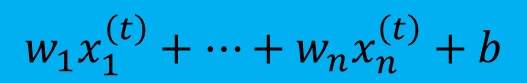 w₁x₁⁽ᵗ⁾ + ⋯ + wₙxₙ⁽ᵗ⁾ + b